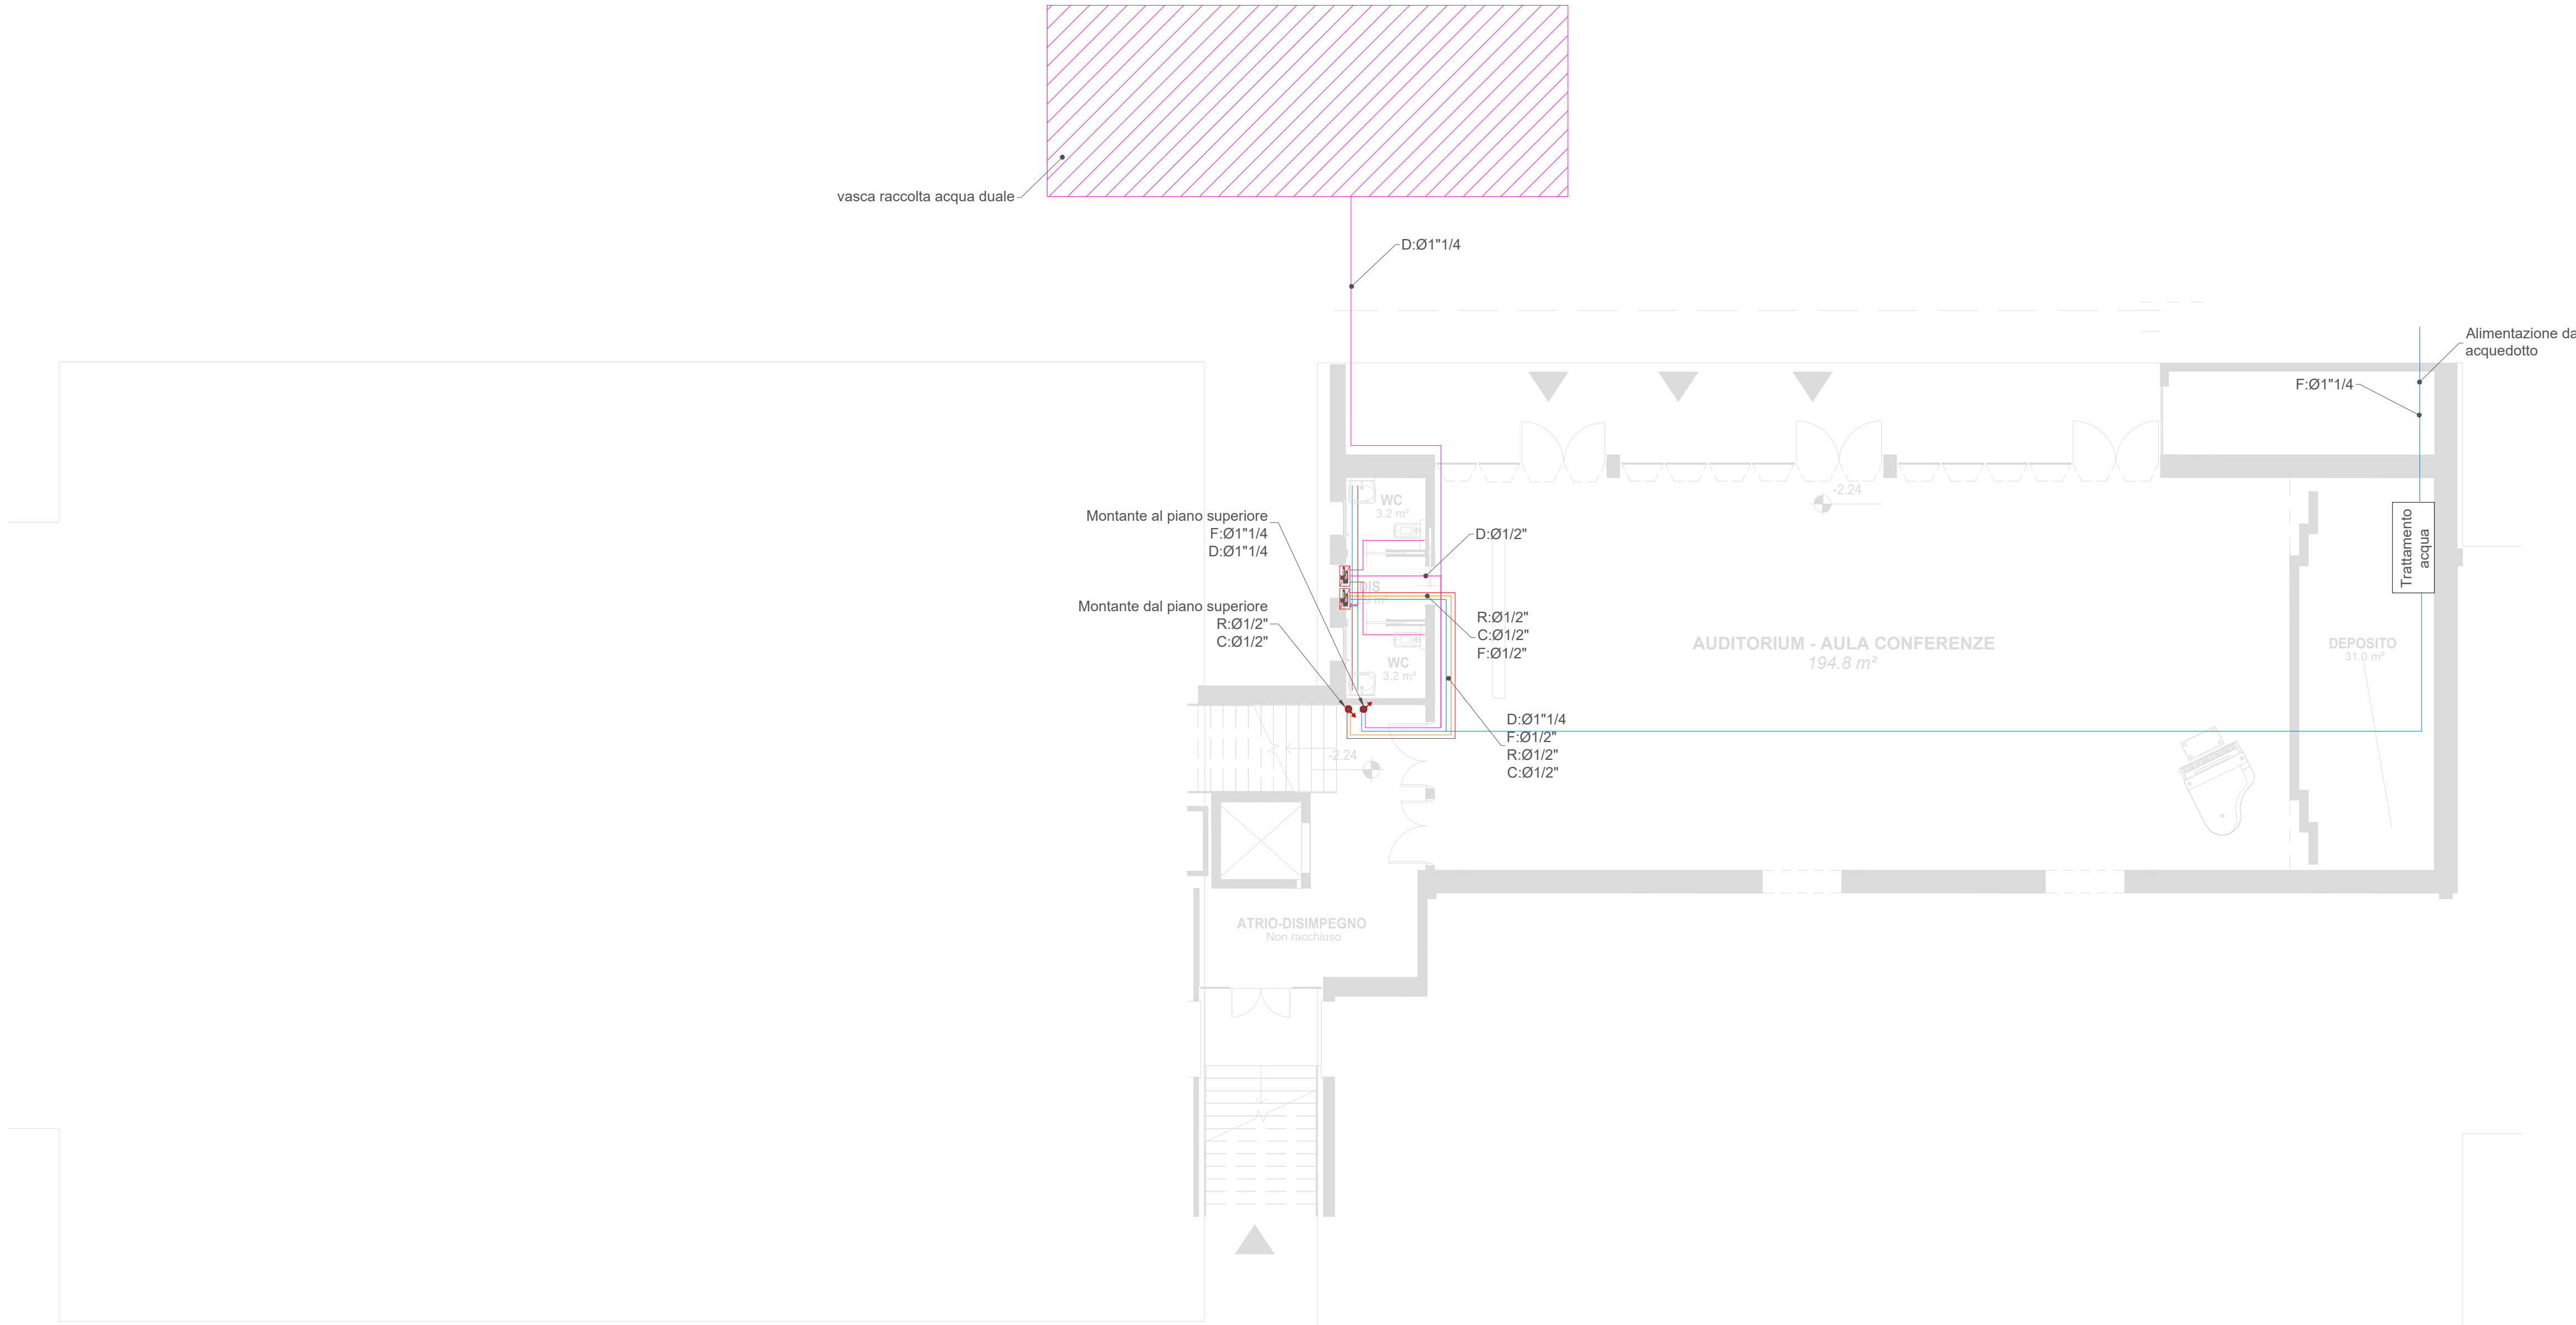 vasca raccolta acqua duale
D:Ø1"1/4
Alimentazione da
acquedotto
F:Ø1"1/4
WC
3.2 m²
-2.24
Montante al piano superiore
F:Ø1"1/4
D:Ø1"1/4
D:Ø1/2"
Trattamento
acqua
DIS
m²
Montante dal piano superiore
R:Ø1/2"
C:Ø1/2"
R:Ø1/2"
C:Ø1/2"
F:Ø1/2"
AUDITORIUM - AULA CONFERENZE
194.8 m²
DEPOSITO
31.0 m²
WC
3.2 m²
D:Ø1"1/4
F:Ø1/2"
R:Ø1/2"
C:Ø1/2"
-2.24
ATRIO-DISIMPEGNO
Non racchiuso